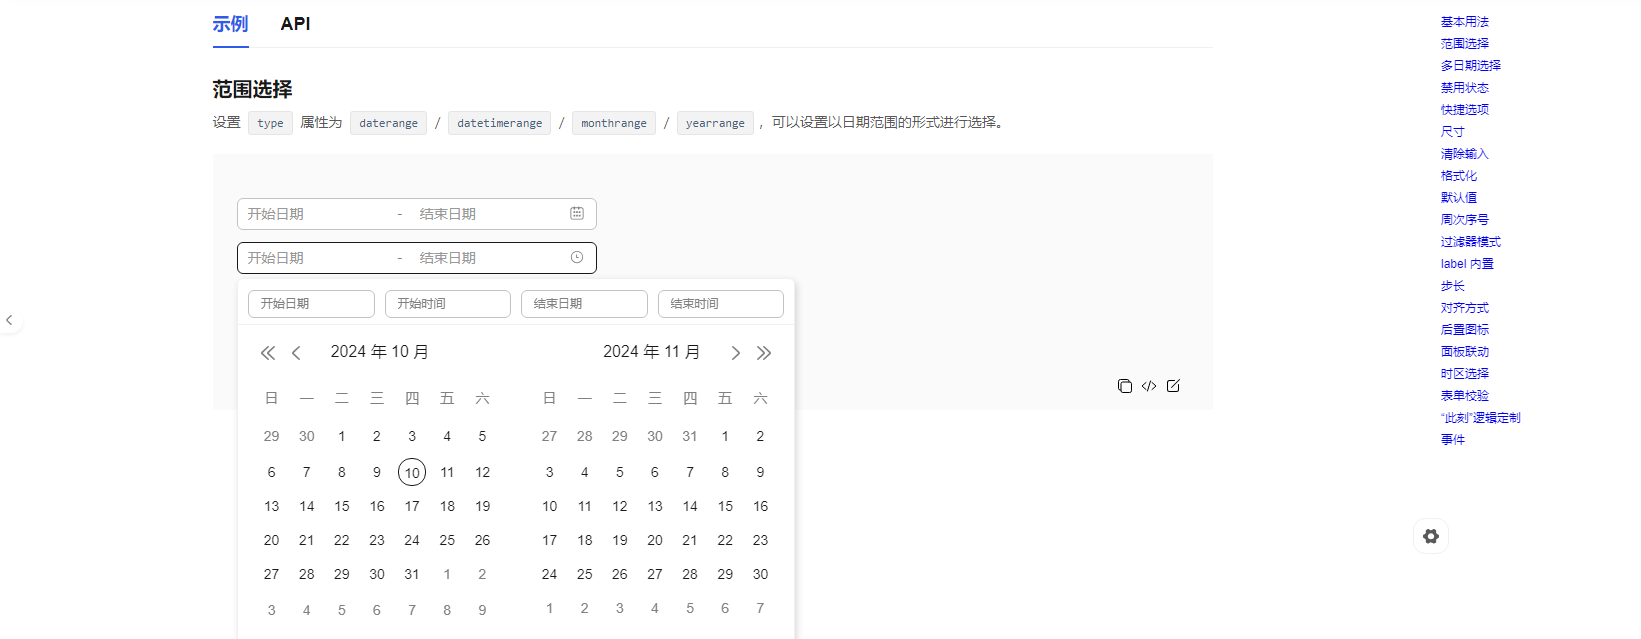 示例 API
范围选择
设置 type 属性为 daterange / datetimerange / monthrange / yearrange ，可以设置以日期范围的形式进行选择。
开始日期 - 结束日期
开始日期 - 结束日期
开始日期 开始时间 结束日期 结束时间
2024 年 10 月
日 一 二 三 四 五 六
29 30 1 2 3 4 5
6 7 8 9 10 11 12
13 14 15 16 17 18 19
20 21 22 23 24 25 26
27 28 29 30 31 1 2
3 4 5 6 7 8 9
2024 年 11 月
日 一 二 三 四 五 六
27 28 29 30 31 1 2
3 4 5 6 7 8 9
10 11 12 13 14 15 16
17 18 19 20 21 22 23
24 25 26 27 28 29 30
1 2 3 4 5 6 7
基本用法
范围选择
多日期选择
禁用状态
快捷选项
尺寸
清除输入
格式化
默认值
周次序号
过滤器模式
label 内置
步长
对齐方式
后置图标
面板联动
时区选择
表单校验
“此刻”逻辑定制
事件